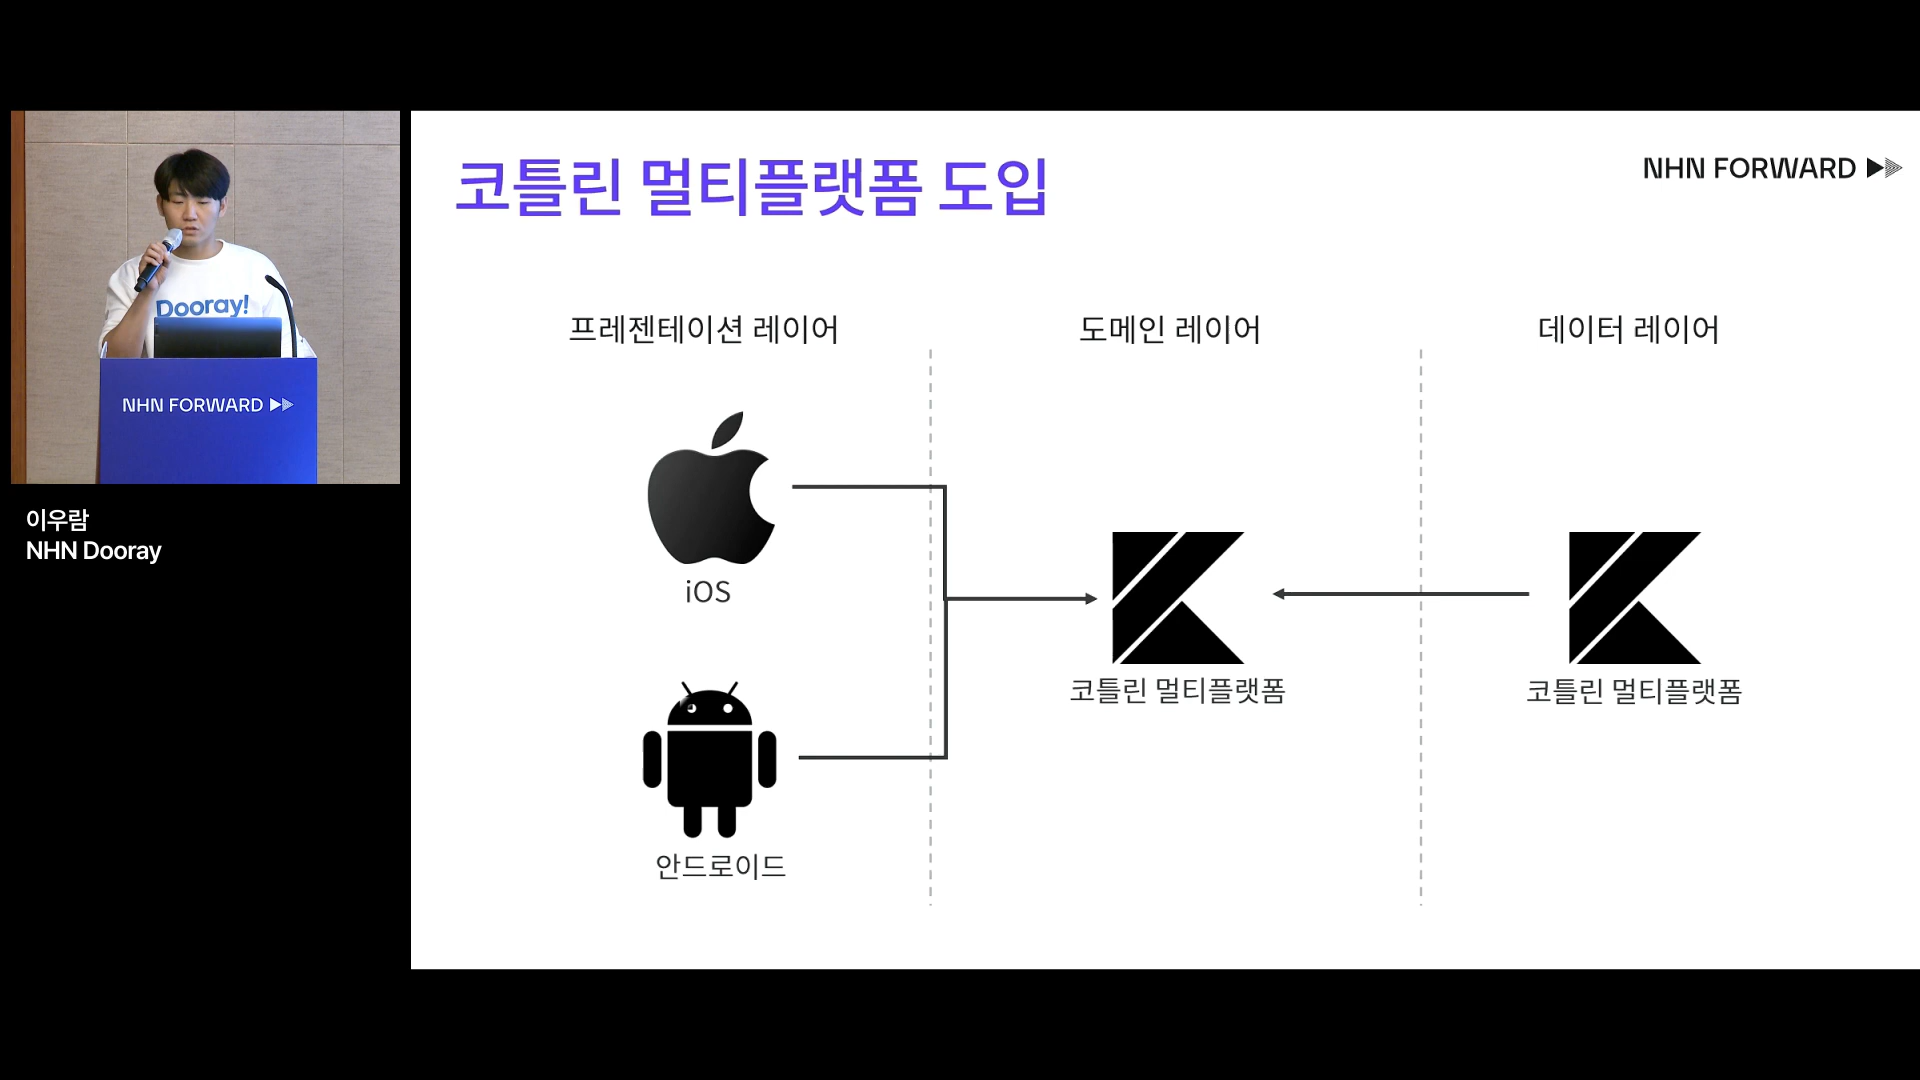 코틀린 멀티플랫폼 도입
NHN FORWARD
프레젠테이션 레이어
도메인 레이어
데이터 레이어
iOS
안드로이드
코틀린 멀티플랫폼
코틀린 멀티플랫폼
Dooray!
NHN FORWARD
이우람
NHN Dooray